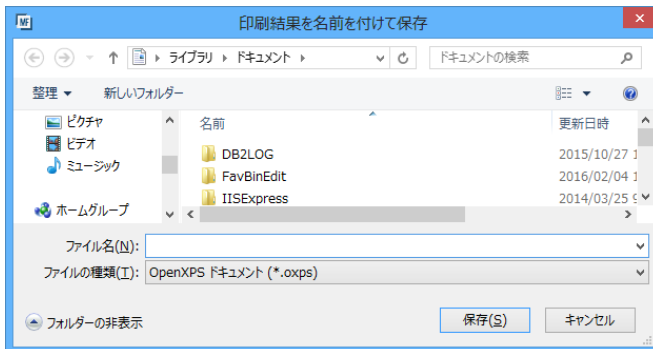 MF
印刷結果を名前を付けて保存
ライブラリ ドキュメント
ドキュメントの検索
整理 新しいフォルダー
ピクチャ
ビデオ
ミュージック
ホームグループ
名前 更新日時
DB2LOG 2015/10/27 1
FavBinEdit 2016/02/04 1
IISExpress 2014/03/25 9
ファイル名(N):
ファイルの種類(T): OpenXPS ドキュメント (*.oxps)
フォルダーの非表示 保存(S) キャンセル